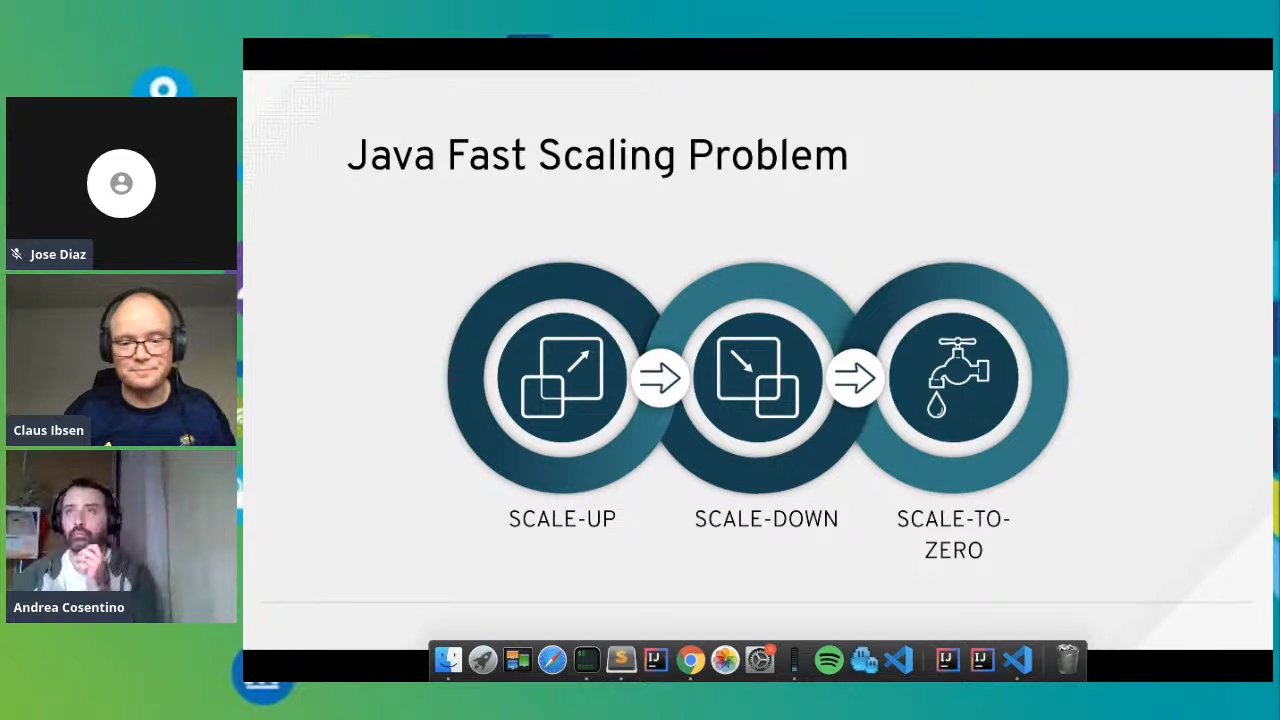 Java Fast Scaling Problem
Jose Diaz
Claus Ibsen
Andrea Cosentino
SCALE-UP
SCALE-DOWN
SCALE-TO-
ZERO